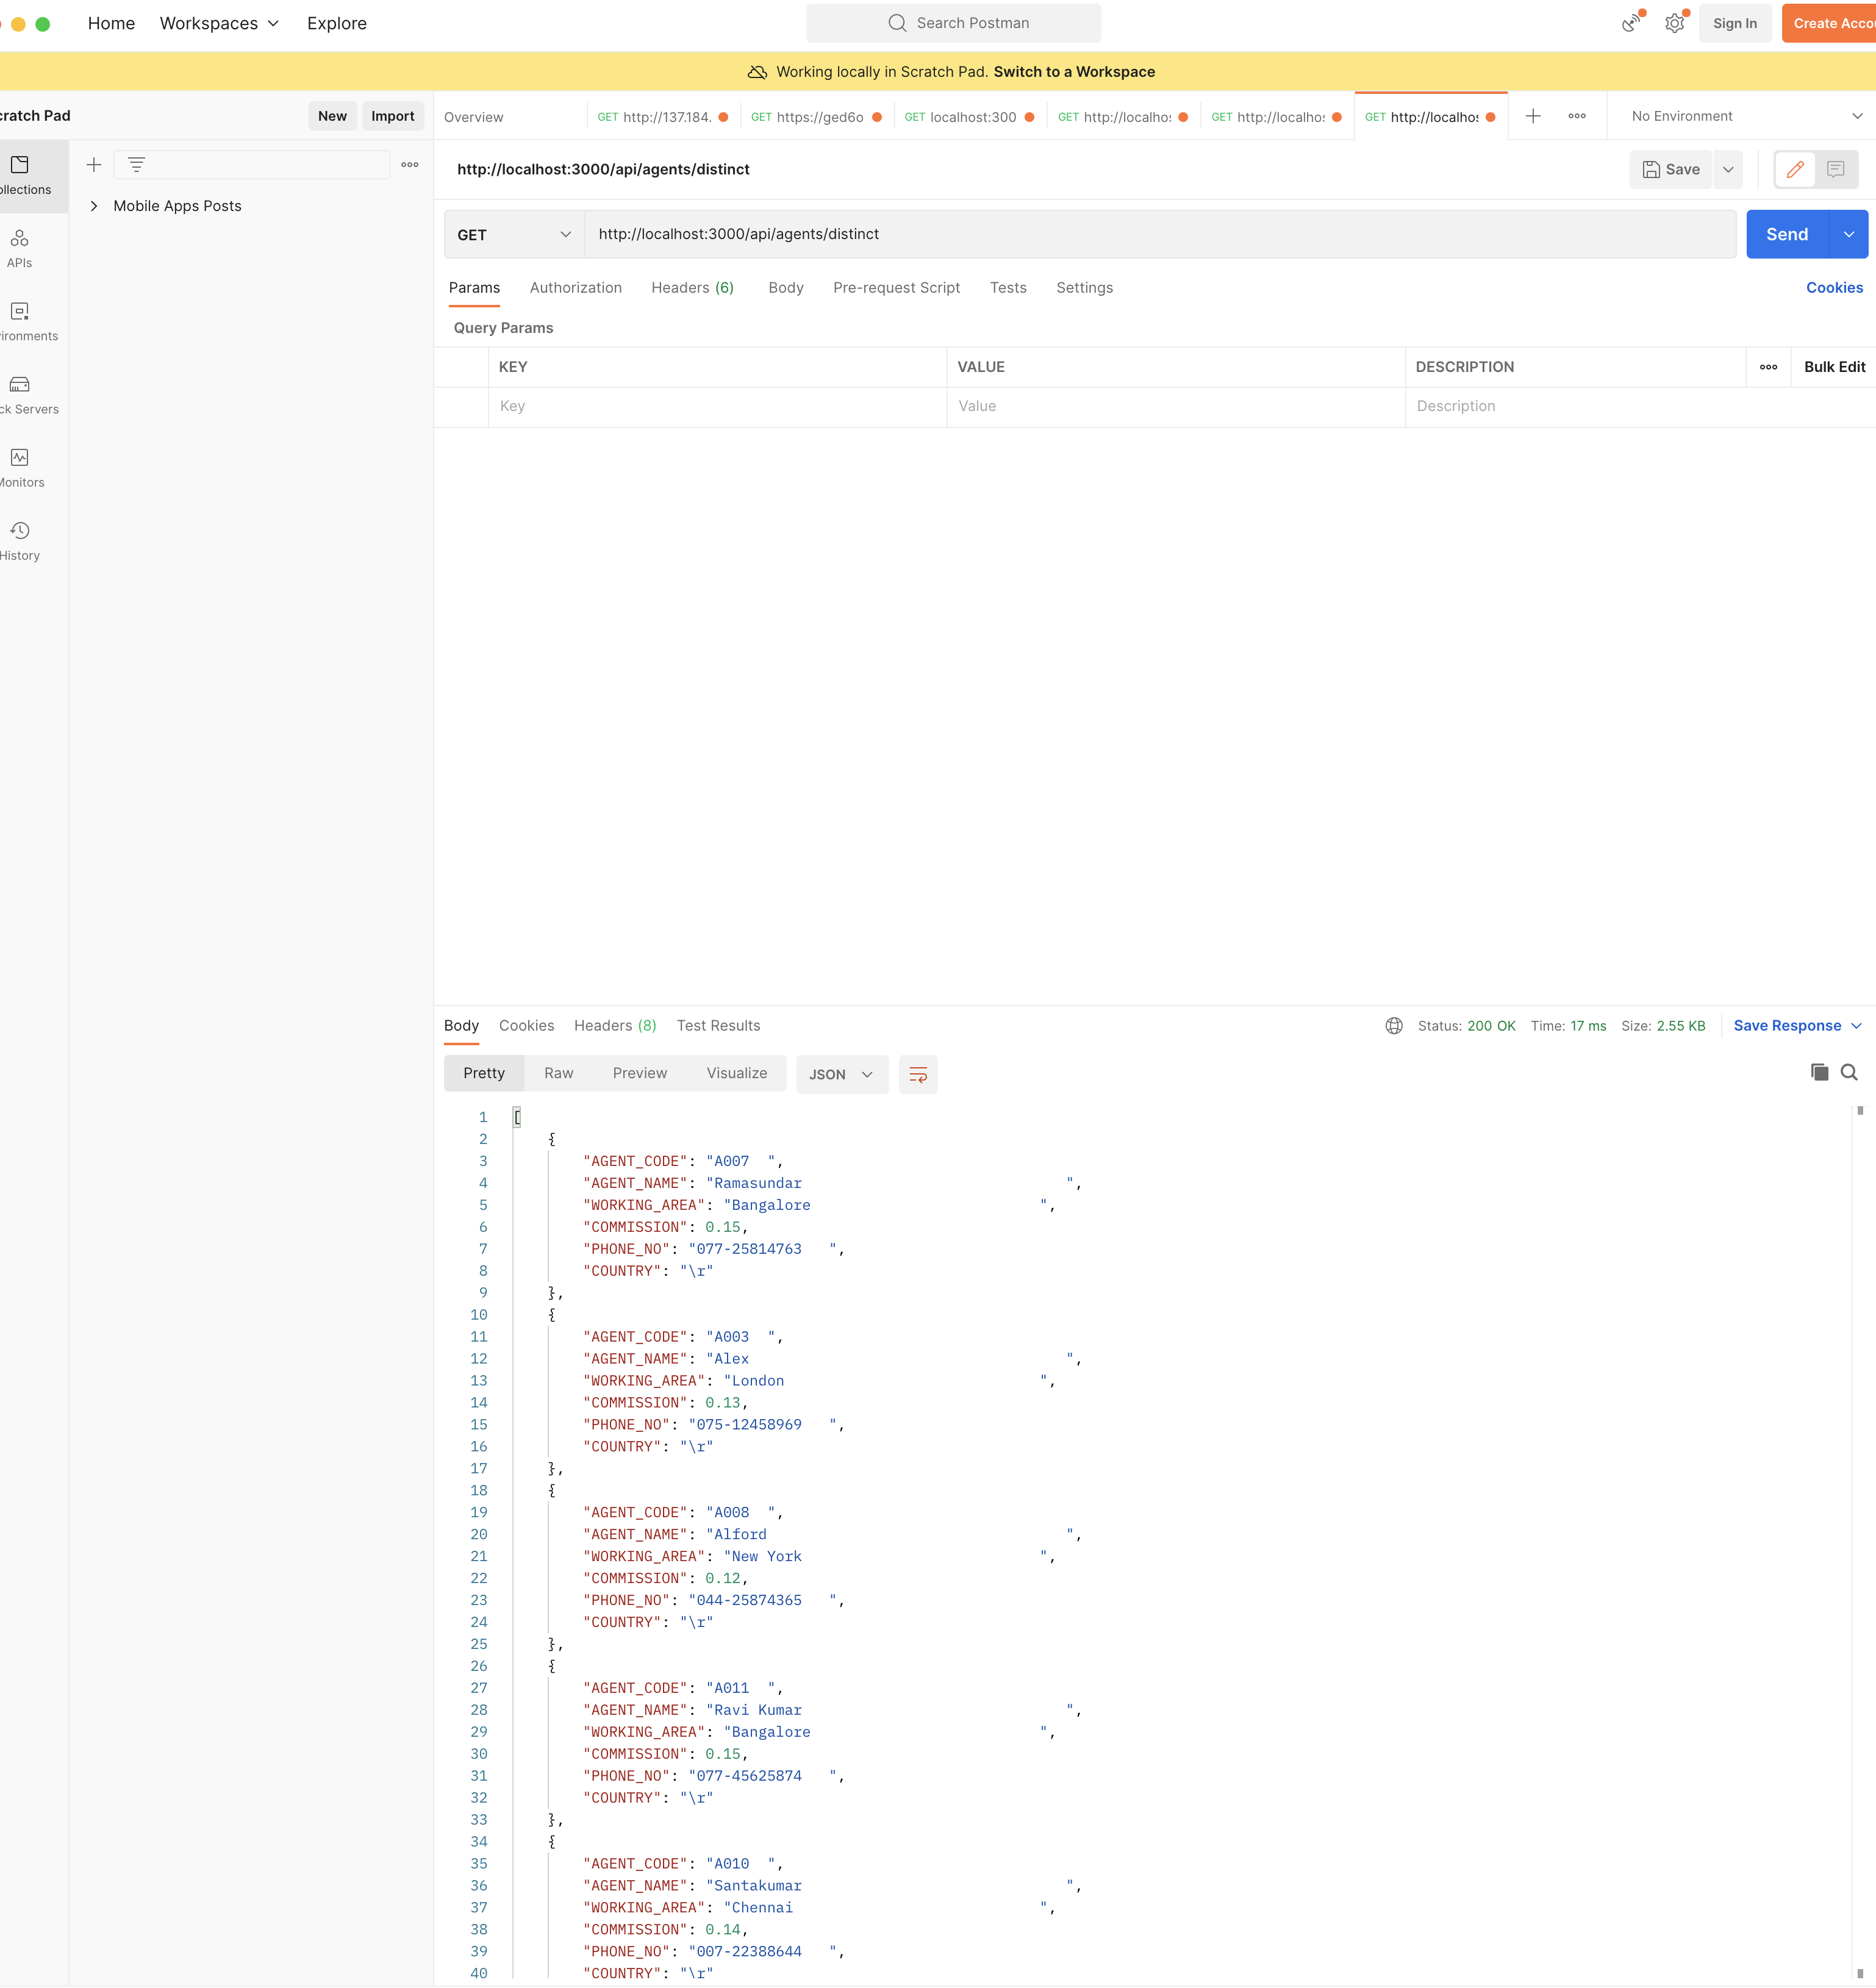 Home Workspaces Explore Search Postman Sign In Create Accou
Working locally in Scratch Pad. Switch to a Workspace
cratch Pad New Import Overview GET http://137.184. GET https://ged6o GET localhost:300 GET http://localhos GET http://localhos GET http://localhos No Environment
ollections
http://localhost:3000/api/agents/distinct Save
Mobile Apps Posts
APIs
GET http://localhost:3000/api/agents/distinct Send
Params Authorization Headers (6) Body Pre-request Script Tests Settings Cookies
ironments
Query Params
KEY VALUE DESCRIPTION Bulk Edit
ck Servers
Key Value Description
Monitors
History
Body Cookies Headers (8) Test Results Status: 200 OK Time: 17 ms Size: 2.55 KB Save Response
Pretty Raw Preview Visualize JSON
1 [
2 {
3 "AGENT_CODE": "A007  ",
4 "AGENT_NAME": "Ramasundar                              ",
5 "WORKING_AREA": "Bangalore                          ",
6 "COMMISSION": 0.15,
7 "PHONE_NO": "077-25814763   ",
8 "COUNTRY": "\r"
9 },
10 {
11 "AGENT_CODE": "A003  ",
12 "AGENT_NAME": "Alex                                    ",
13 "WORKING_AREA": "London                             ",
14 "COMMISSION": 0.13,
15 "PHONE_NO": "075-12458969   ",
16 "COUNTRY": "\r"
17 },
18 {
19 "AGENT_CODE": "A008  ",
20 "AGENT_NAME": "Alford                                  ",
21 "WORKING_AREA": "New York                           ",
22 "COMMISSION": 0.12,
23 "PHONE_NO": "044-25874365   ",
24 "COUNTRY": "\r"
25 },
26 {
27 "AGENT_CODE": "A011  ",
28 "AGENT_NAME": "Ravi Kumar                              ",
29 "WORKING_AREA": "Bangalore                          ",
30 "COMMISSION": 0.15,
31 "PHONE_NO": "077-45625874   ",
32 "COUNTRY": "\r"
33 },
34 {
35 "AGENT_CODE": "A010  ",
36 "AGENT_NAME": "Santakumar                              ",
37 "WORKING_AREA": "Chennai                            ",
38 "COMMISSION": 0.14,
39 "PHONE_NO": "007-22388644   ",
40 "COUNTRY": "\r"